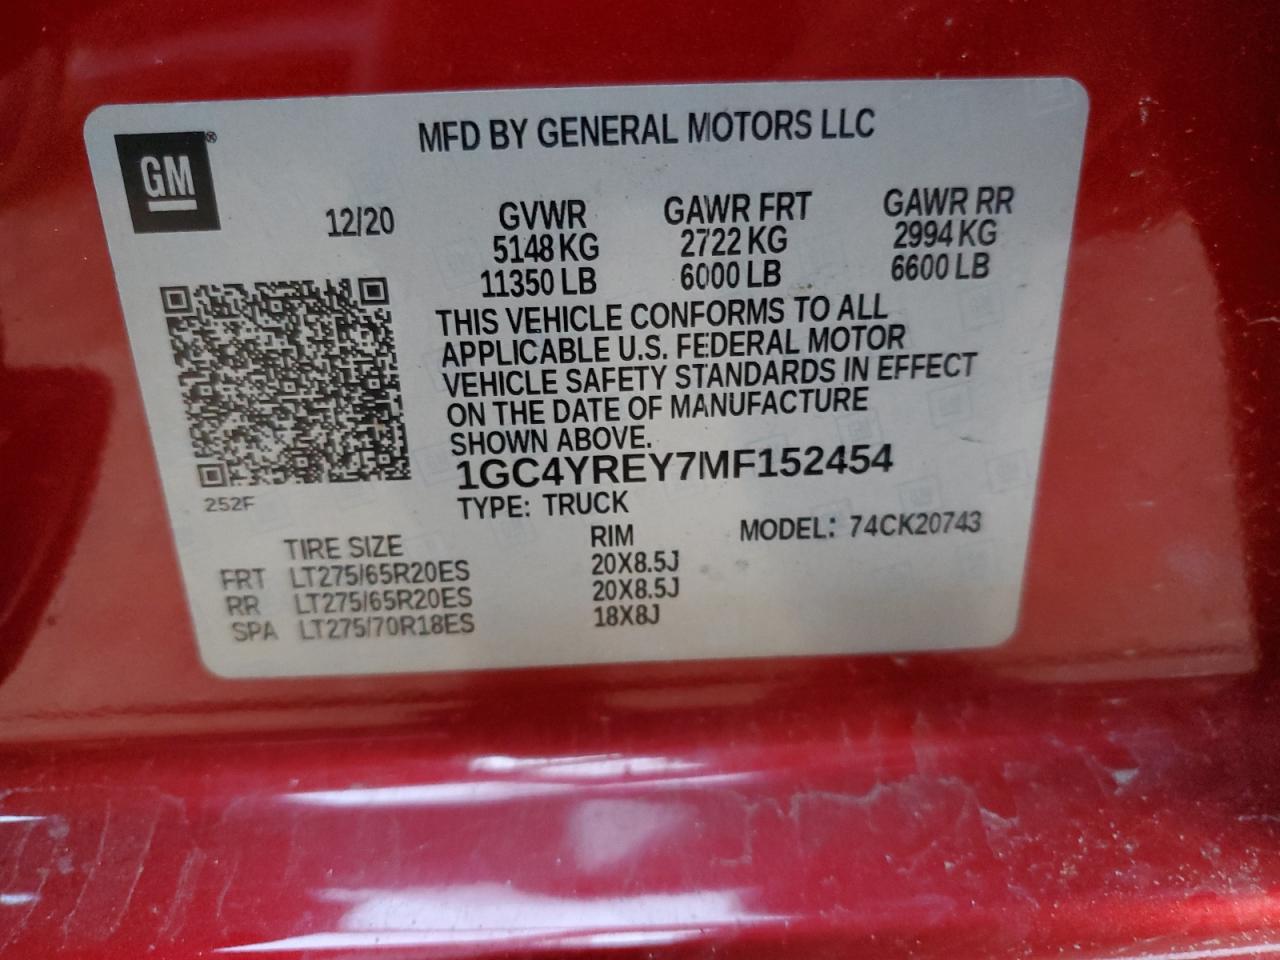 GM®
MFD BY GENERAL MOTORS LLC
12/20
GVWR GAWR FRT GAWR RR
5148 KG 2722 KG 2994 KG
11350 LB 6000 LB 6600 LB
THIS VEHICLE CONFORMS TO ALL
APPLICABLE U.S. FEDERAL MOTOR
VEHICLE SAFETY STANDARDS IN EFFECT
ON THE DATE OF MANUFACTURE
SHOWN ABOVE.
1GC4YREY7MF152454
252F
TYPE: TRUCK
TIRE SIZE RIM MODEL: 74CK20743
FRT LT275/65R20ES 20X8.5J
RR LT275/65R20ES 20X8.5J
SPA LT275/70R18ES 18X8J